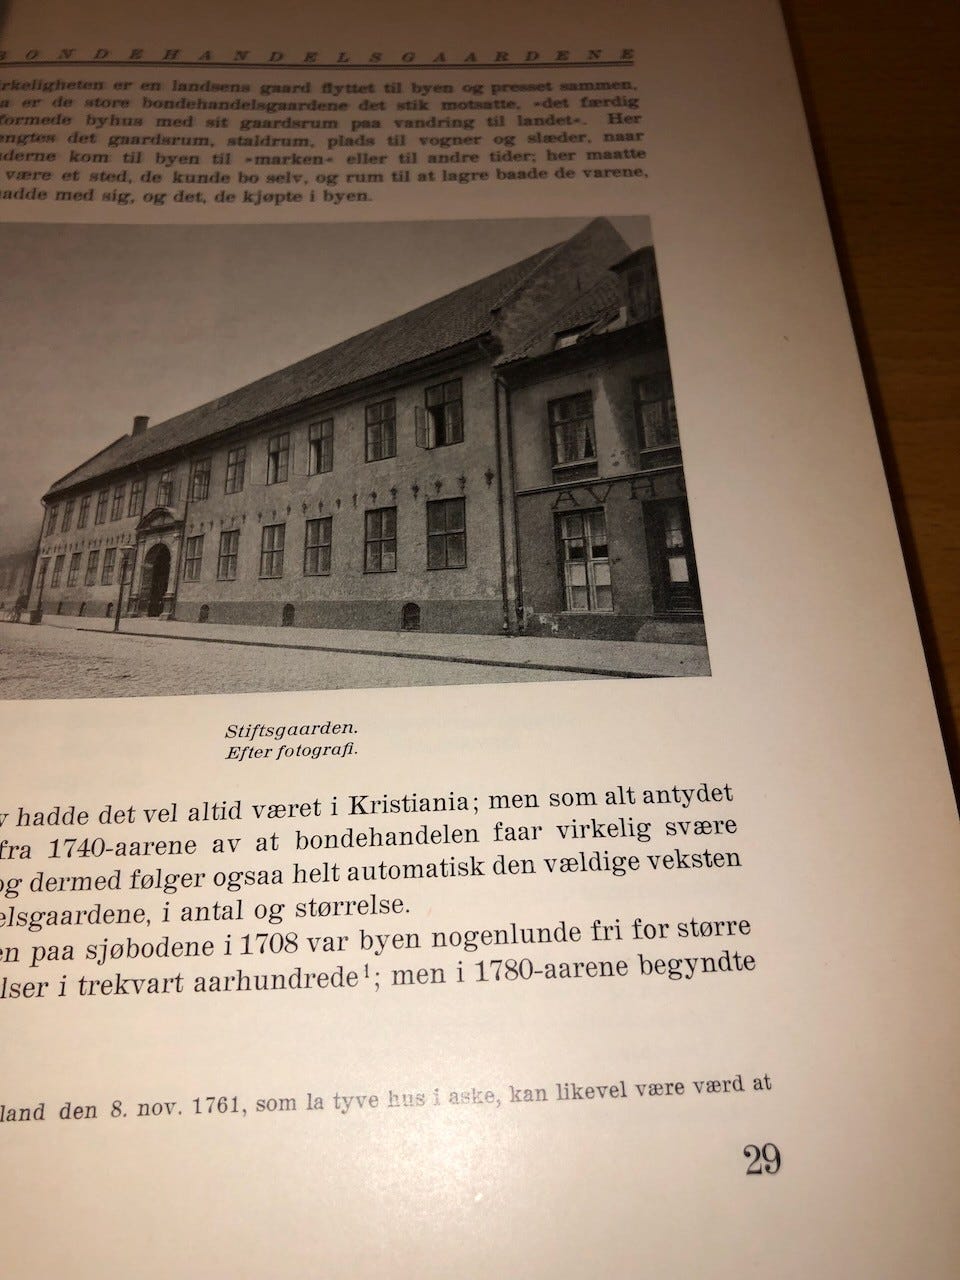 BONDEHANDELSGAARDENE
rkeligheten er en landsens gaard flyttet til byen og presset sammen,
a er de store bondehandelsgaardene det stik motsatte, »det færdig
formede byhus med sit gaardsrum paa vandring til landet«. Her
engtes det gaardsrum, staldrum, plads til vogner og slæder, naar
derne kom til byen til »marken« eller til andre tider; her maatte
være et sted, de kunde bo selv, og rum til at lagre baade de varene,
adde med sig, og det, de kjøpte i byen.
AV H
Stiftsgaarden.
Efter fotografi.
v hadde det vel altid været i Kristiania; men som alt antydet
fra 1740-aarene av at bondehandelen faar virkelig svære
og dermed følger ogsaa helt automatisk den vældige veksten
elsgaardene, i antal og størrelse.
en paa sjøbodene i 1708 var byen nogenlunde fri for større
lser i trekvart aarhundrede¹; men i 1780-aarene begyndte
land den 8. nov. 1761, som la tyve hus i aske, kan likevel være værd at
29